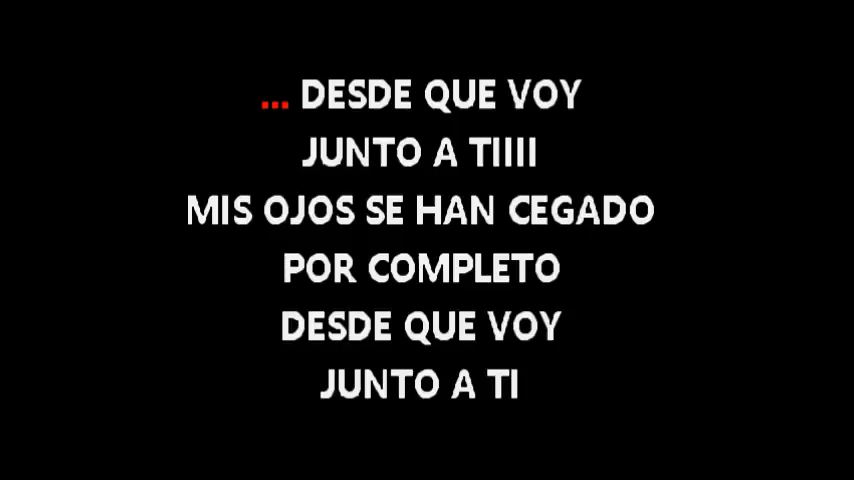 ... DESDE QUE VOY
JUNTO A TIIII
MIS OJOS SE HAN CEGADO
POR COMPLETO
DESDE QUE VOY
JUNTO A TI